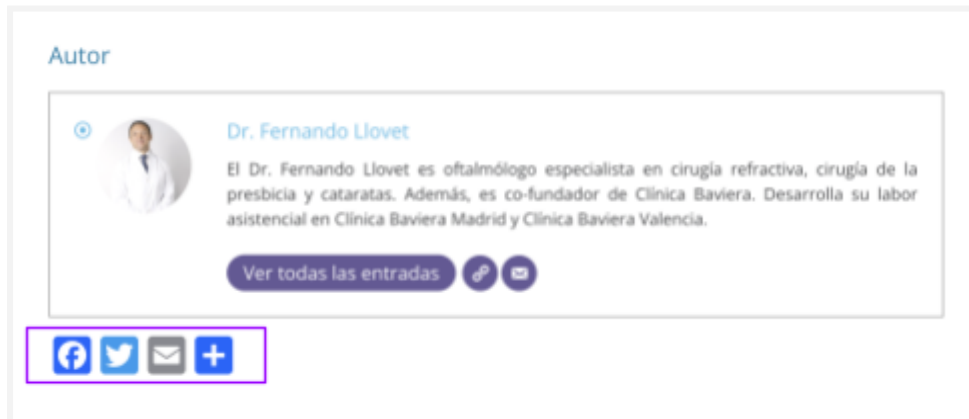 Autor
Dr. Fernando Llovet
El Dr. Fernando Llovet es oftalmólogo especialista en cirugía refractiva, cirugía de la
presbicia y cataratas. Además, es co-fundador de Clínica Baviera. Desarrolla su labor
asistencial en Clínica Baviera Madrid y Clínica Baviera Valencia.
Ver todas las entradas